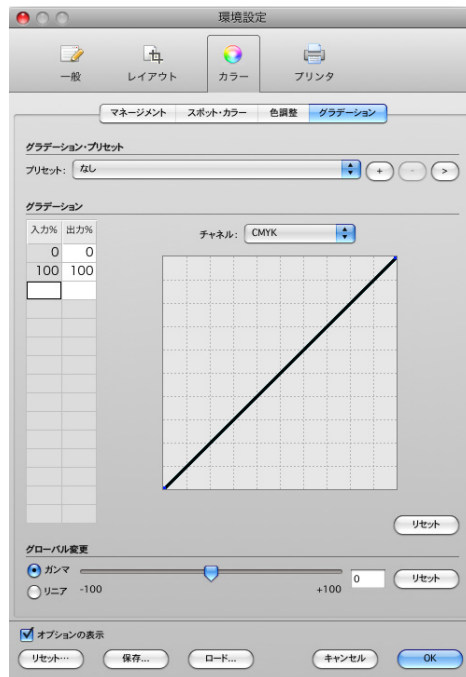 環境設定
一般 レイアウト カラー プリンタ
マネージメント スポット・カラー 色調整 グラデーション
グラデーション・プリセット
プリセット: なし + - >
グラデーション
入力% 出力% チャネル: CMYK
0 0
100 100
リセット
グローバル変更
ガンマ 0 リセット
リニア -100 +100
オプションの表示
リセット… 保存... ロード... キャンセル OK